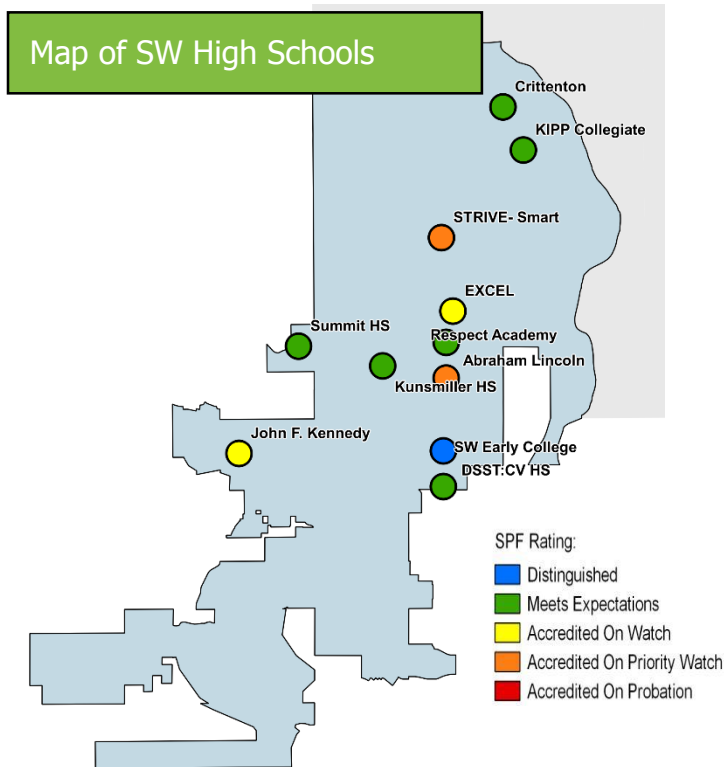 Map of SW High Schools
Crittenton
KIPP Collegiate
STRIVE- Smart
EXCEL
Summit HS
Respect Academy
Abraham Lincoln
Kunsmiller HS
John F. Kennedy
SW Early College
DSST:CV HS
SPF Rating:
Distinguished
Meets Expectations
Accredited On Watch
Accredited On Priority Watch
Accredited On Probation